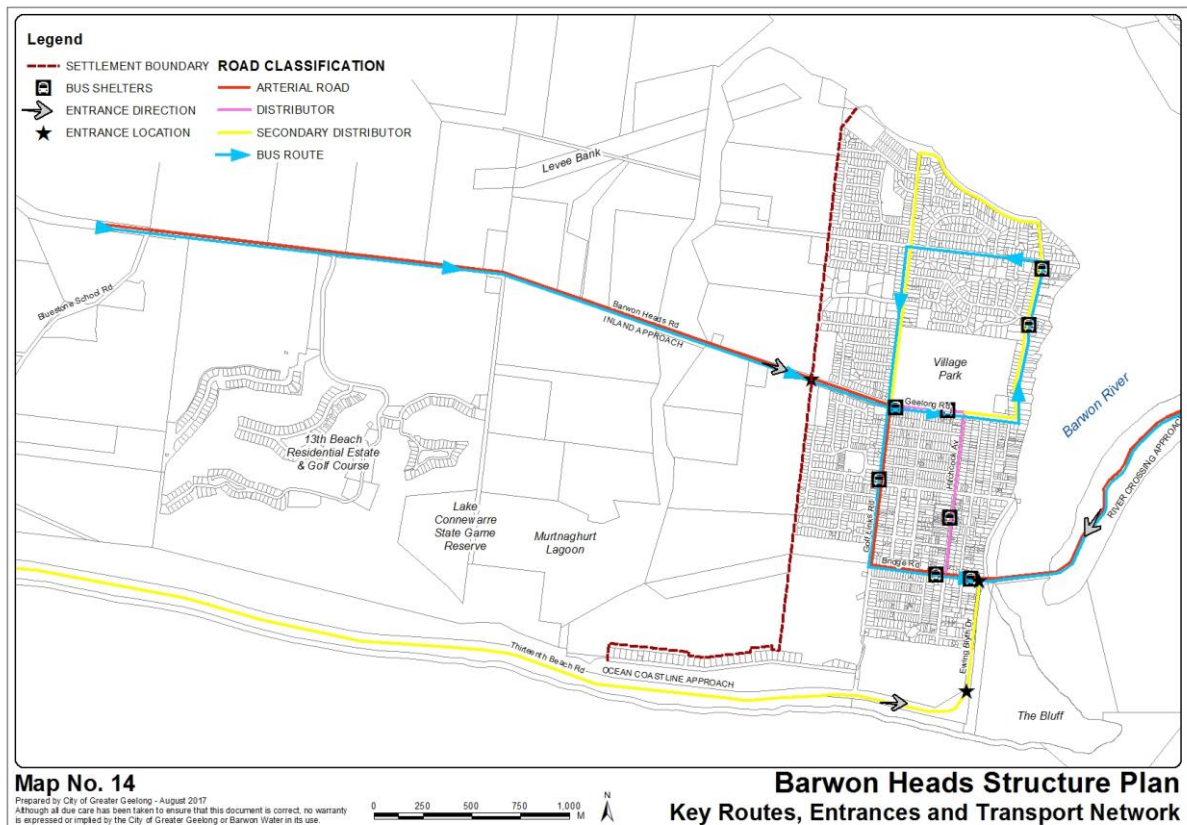 Legend
SETTLEMENT BOUNDARY
BUS SHELTERS
ENTRANCE DIRECTION
ENTRANCE LOCATION
ROAD CLASSIFICATION
ARTERIAL ROAD
DISTRIBUTOR
SECONDARY DISTRIBUTOR
BUS ROUTE
Levee Bank
Bluestone School Rd
Barwon Heads Rd
INLAND APPROACH
Village
Park
Geelong Rd
Barwon River
RIVER CROSSING APPROACH
Hitchcock Av
Golf Links Rd
Bridge Rd
13th Beach
Residential Estate
& Golf Course
Lake
Connewarre
State Game
Reserve
Murtnaghurt
Lagoon
Ewing Blyth Dr
Thirteenth Beach Rd
OCEAN COASTLINE APPROACH
The Bluff
Map No. 14
Prepared by City of Greater Geelong - August 2017
Although all due care has been taken to ensure that this document is correct, no warranty
is expressed or implied by the City of Greater Geelong or Barwon Water in its use.
0 250 500 750 1,000
M
N
Barwon Heads Structure Plan
Key Routes, Entrances and Transport Network